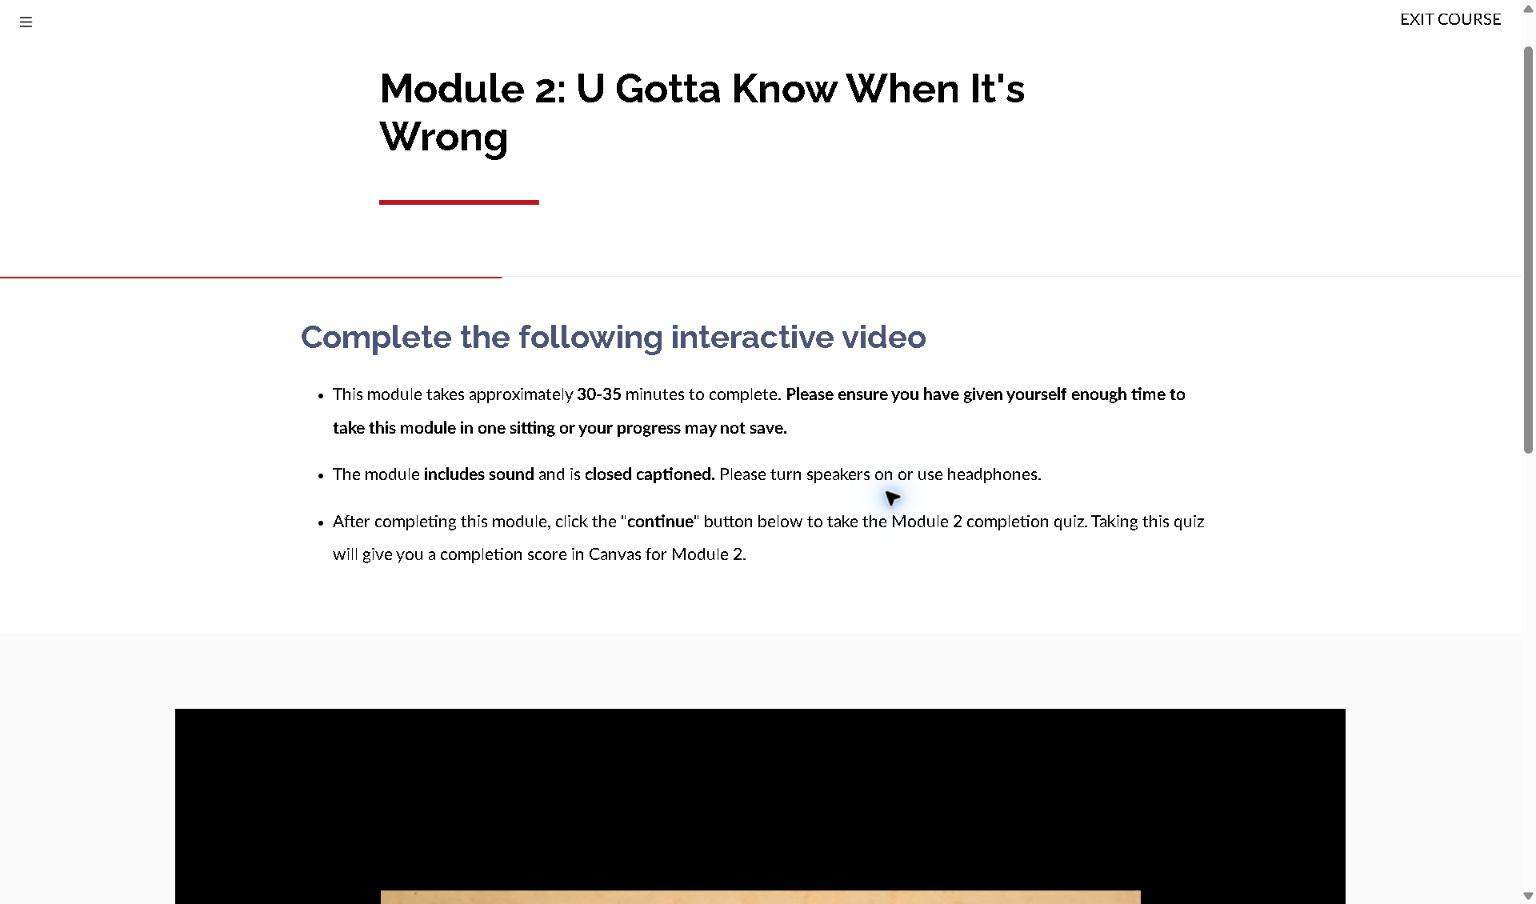 EXIT COURSE
Module 2: U Gotta Know When It's
Wrong
Complete the following interactive video
• This module takes approximately 30-35 minutes to complete. Please ensure you have given yourself enough time to
take this module in one sitting or your progress may not save.
• The module includes sound and is closed captioned. Please turn speakers on or use headphones.
• After completing this module, click the "continue" button below to take the Module 2 completion quiz. Taking this quiz
will give you a completion score in Canvas for Module 2.